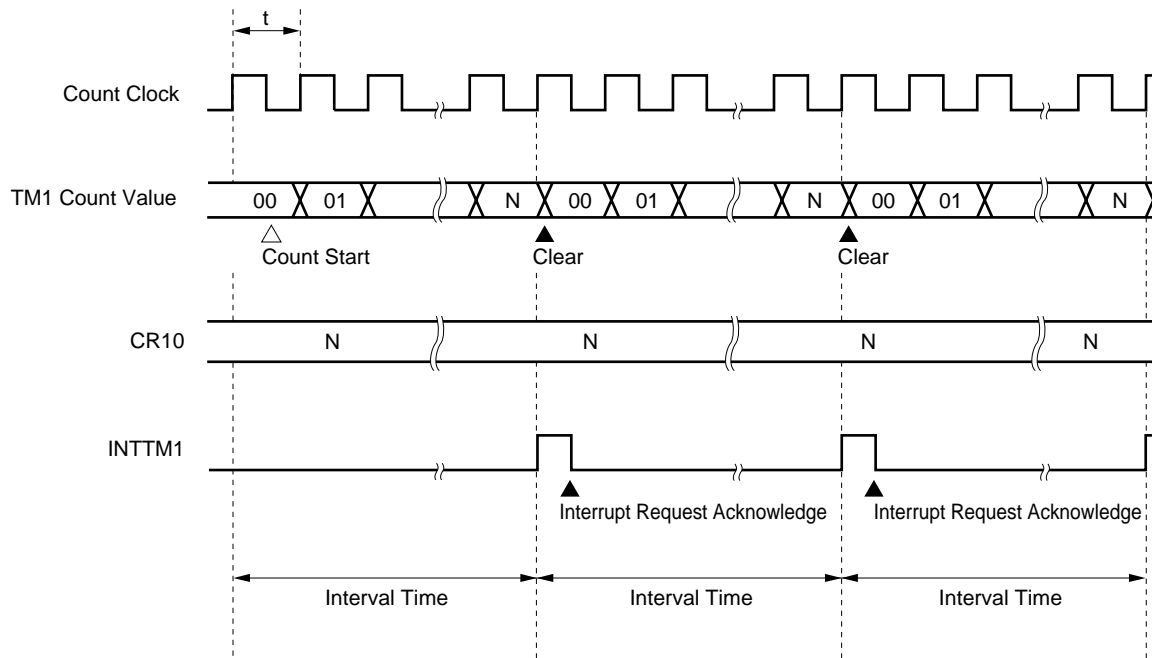 t
Count Clock
TM1 Count Value 00 01 N 00 01 N 00 01 N
Count Start Clear Clear
CR10 N N N N
INTTM1
Interrupt Request Acknowledge Interrupt Request Acknowledge
Interval Time Interval Time Interval Time